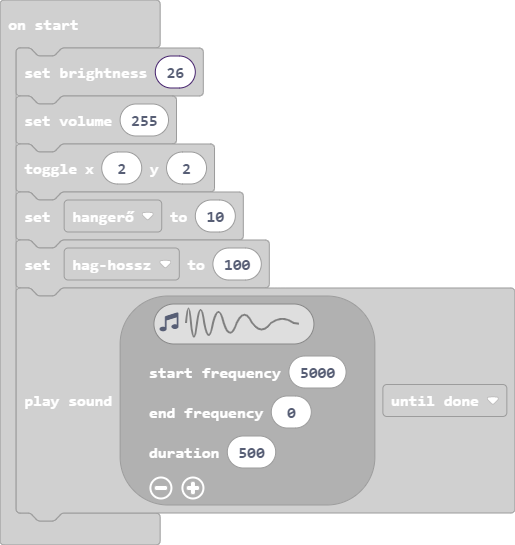 on start
set brightness 26
set volume 255
toggle x 2 y 2
set hangerő to 10
set hag-hossz to 100
start frequency 5000
play sound until done
end frequency 0
duration 500